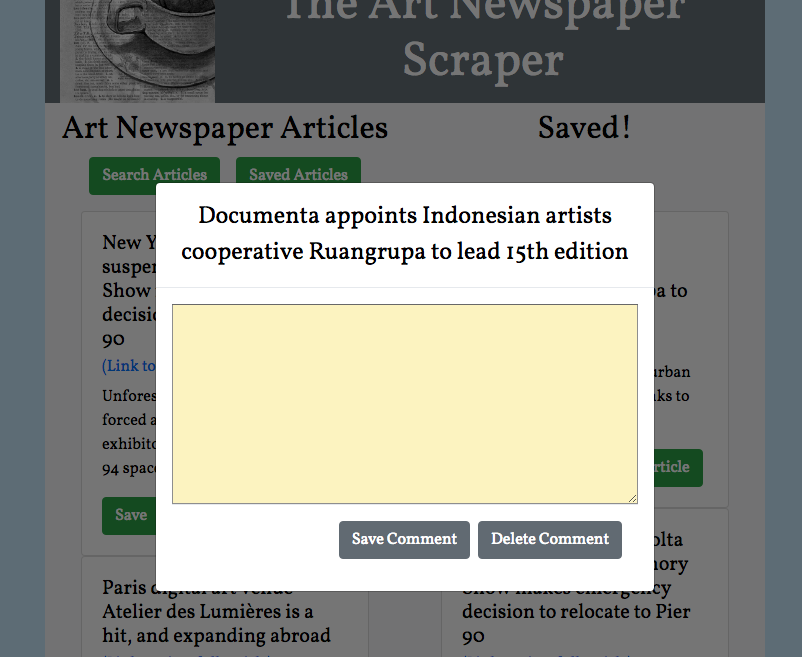 The Art Newspaper
Scraper
Art Newspaper Articles
Saved!
Search Articles
Saved Articles
Documenta appoints Indonesian artists
cooperative Ruangrupa to lead 15th edition
Save Comment
Delete Comment
New Y
suspen
Show
decisio
90
(Link to
Unfores
forced a
exhibito
94 space
Save
pa to
urban
ks to
rticle
Paris digital art venue
Atelier des Lumières is a
hit, and expanding abroad
olta
nory
Show makes emergency
decision to relocate to Pier
90